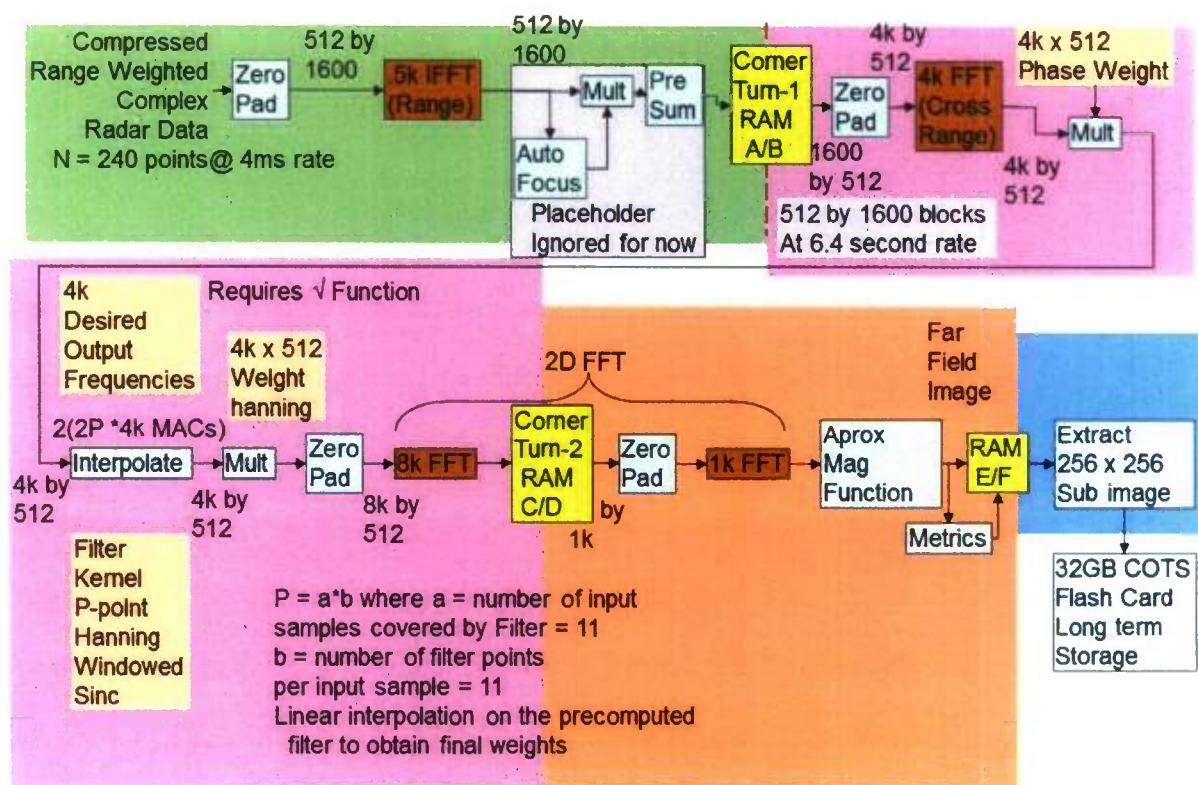 Compressed
Range Weighted
Complex
Radar Data
N = 240 points@ 4ms rate
Zero
Pad
512 by
1600
.5k IFFT
(Range)
512 by
1600
Mult
Pre
Sum
Auto
Focus
Placeholder
Ignored for now
Corner
Turn-1
RAM
A/B
Zero
Pad
1600
by 512
4k by
512
4k FFT
(Cross
Range)
4k by
512
4k x 512
Phase Weight
Mult
512 by 1600 blocks
At 6.4 second rate
4k
Desired
Output
Frequencies
Requires √ Function
4k x 512
Weight
hanning
2(2P *4k MACs)
4k by
512
Interpolate
Mult
4k by
512
Zero
Pad
8k by
512
8k FFT
2D FFT
Corner
Turn-2
RAM
C/D
by
1k
Zero
Pad
1k FFT
Aprox
Mag
Function
Far
Field
Image
RAM
E/F
Metrics
Extract
256 x 256
Sub image
32GB COTS
Flash Card
Long term
Storage
Filter
Kernel
P-point
Hanning
Windowed
Sinc
P = a*b where a = number of input
samples covered by Filter = 11
b = number of filter points
per input sample = 11
Linear interpolation on the precomputed
filter to obtain final weights